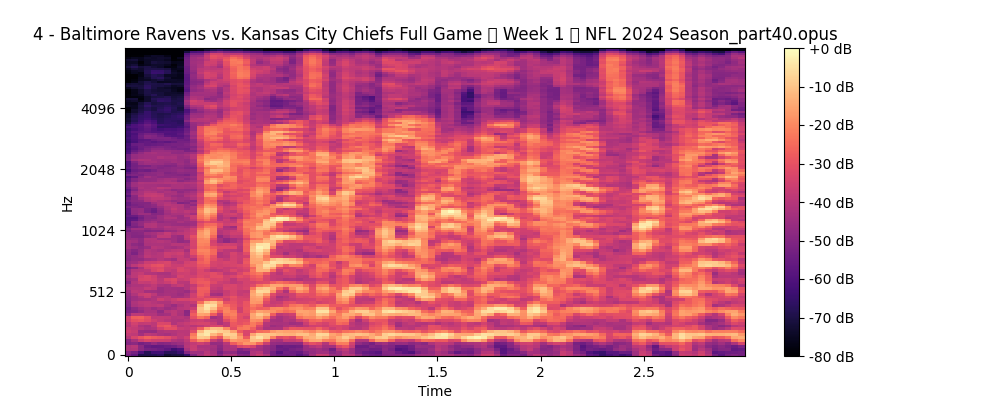 4 - Baltimore Ravens vs. Kansas City Chiefs Full Game ▯ Week 1 ▯ NFL 2024 Season_part40.opus
+0 dB
4096
-10 dB
-20 dB
2048
-30 dB
Hz
1024
-40 dB
-50 dB
512
-60 dB
-70 dB
0
-80 dB
0
0.5
1
1.5
2
2.5
Time